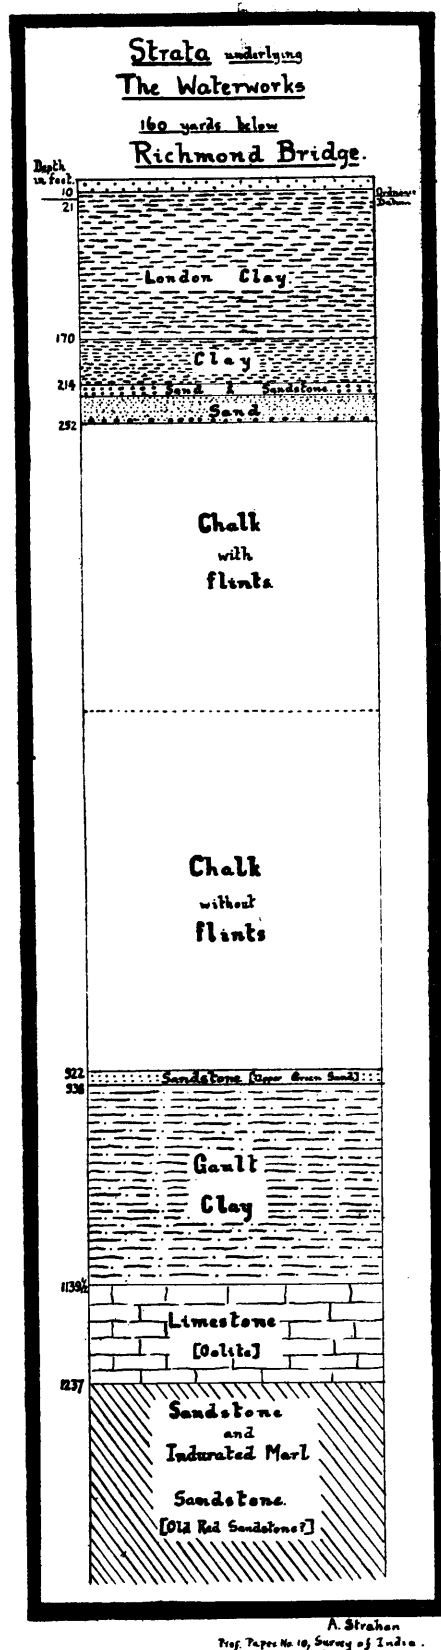 Strata underlying
The Waterworks
160 yards below
Richmond Bridge.
Depth
in feet.
10
Ordnance
Datum
21
London Clay.
170
Clay
214
Sand & Sandstone
Sand
252
Chalk
with
flints
Chalk
without
flints
922
Sandstone [Upper Green Sand]
938
Gault
Clay
1139½
Limestone
[Oolite]
1237
Sandstone
and
Indurated Marl
Sandstone.
[Old Red Sandstone?]
A. Strahan
Prof. Paper No. 10, Survey of India.